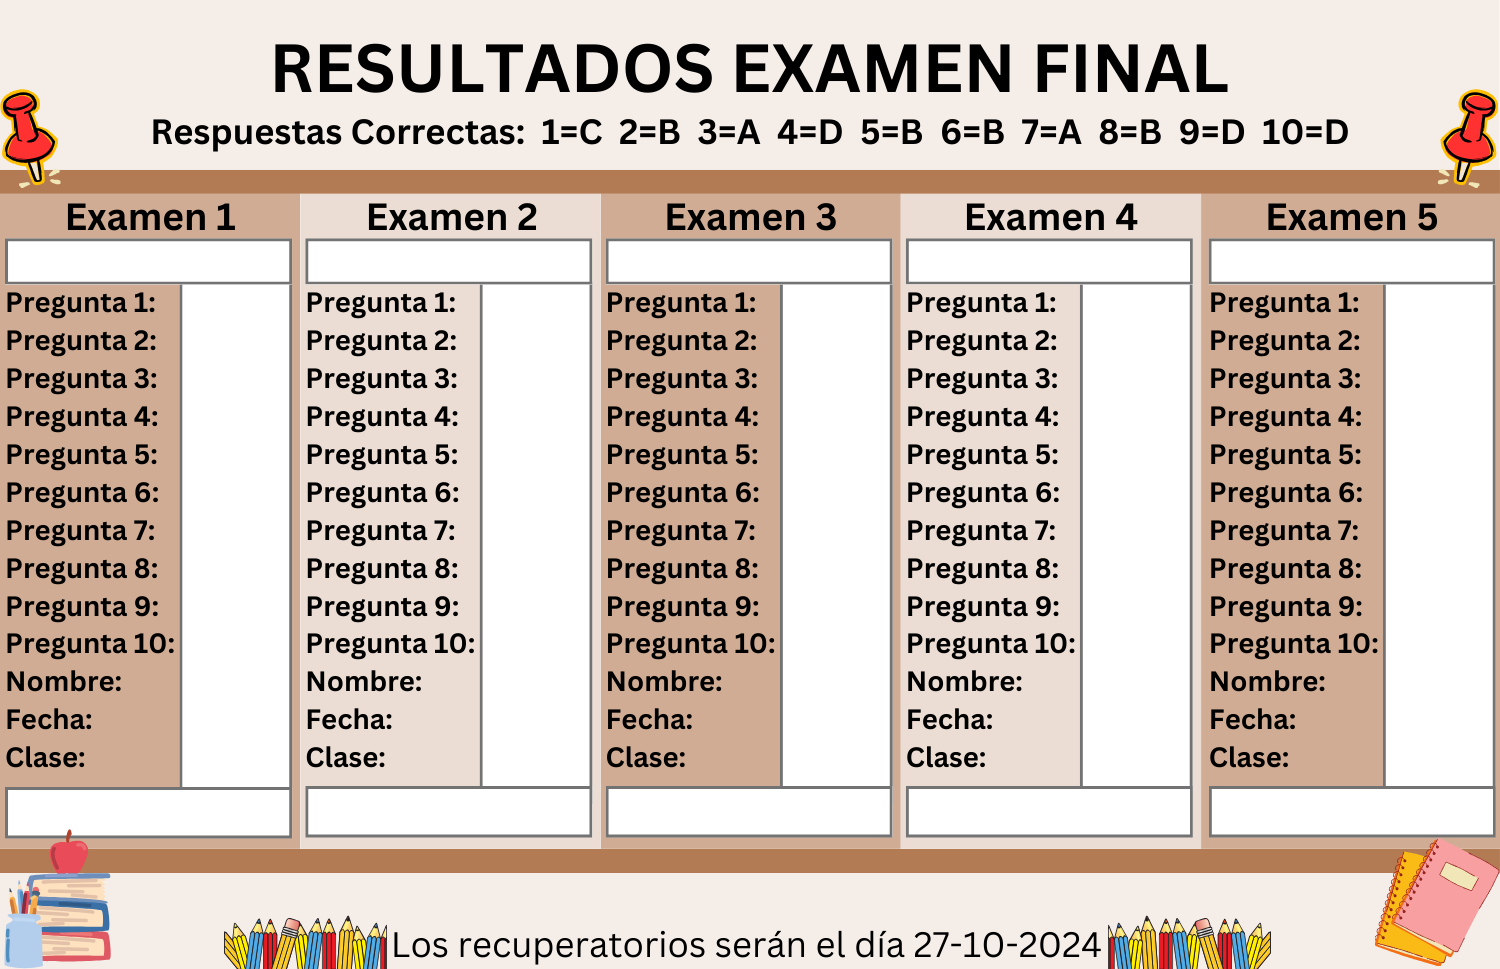 RESULTADOS EXAMEN FINAL
Respuestas Correctas: 1=C 2=B 3=A 4=D 5=B 6=B 7=A 8=B 9=D 10=D
Examen 1
Pregunta 1:
Pregunta 2:
Pregunta 3:
Pregunta 4:
Pregunta 5:
Pregunta 6:
Pregunta 7:
Pregunta 8:
Pregunta 9:
Pregunta 10:
Nombre:
Fecha:
Clase:
Examen 2
Pregunta 1:
Pregunta 2:
Pregunta 3:
Pregunta 4:
Pregunta 5:
Pregunta 6:
Pregunta 7:
Pregunta 8:
Pregunta 9:
Pregunta 10:
Nombre:
Fecha:
Clase:
Examen 3
Pregunta 1:
Pregunta 2:
Pregunta 3:
Pregunta 4:
Pregunta 5:
Pregunta 6:
Pregunta 7:
Pregunta 8:
Pregunta 9:
Pregunta 10:
Nombre:
Fecha:
Clase:
Examen 4
Pregunta 1:
Pregunta 2:
Pregunta 3:
Pregunta 4:
Pregunta 5:
Pregunta 6:
Pregunta 7:
Pregunta 8:
Pregunta 9:
Pregunta 10:
Nombre:
Fecha:
Clase:
Examen 5
Pregunta 1:
Pregunta 2:
Pregunta 3:
Pregunta 4:
Pregunta 5:
Pregunta 6:
Pregunta 7:
Pregunta 8:
Pregunta 9:
Pregunta 10:
Nombre:
Fecha:
Clase:
Los recuperatorios serán el día 27-10-2024